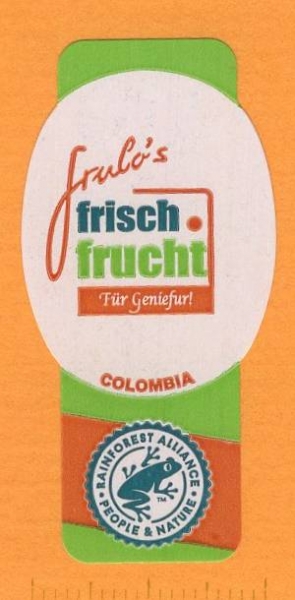 frulo's
frisch
frucht
Für Geniefur!
COLOMBIA
RAINFOREST ALLIANCE
PEOPLE & NATURE
TM